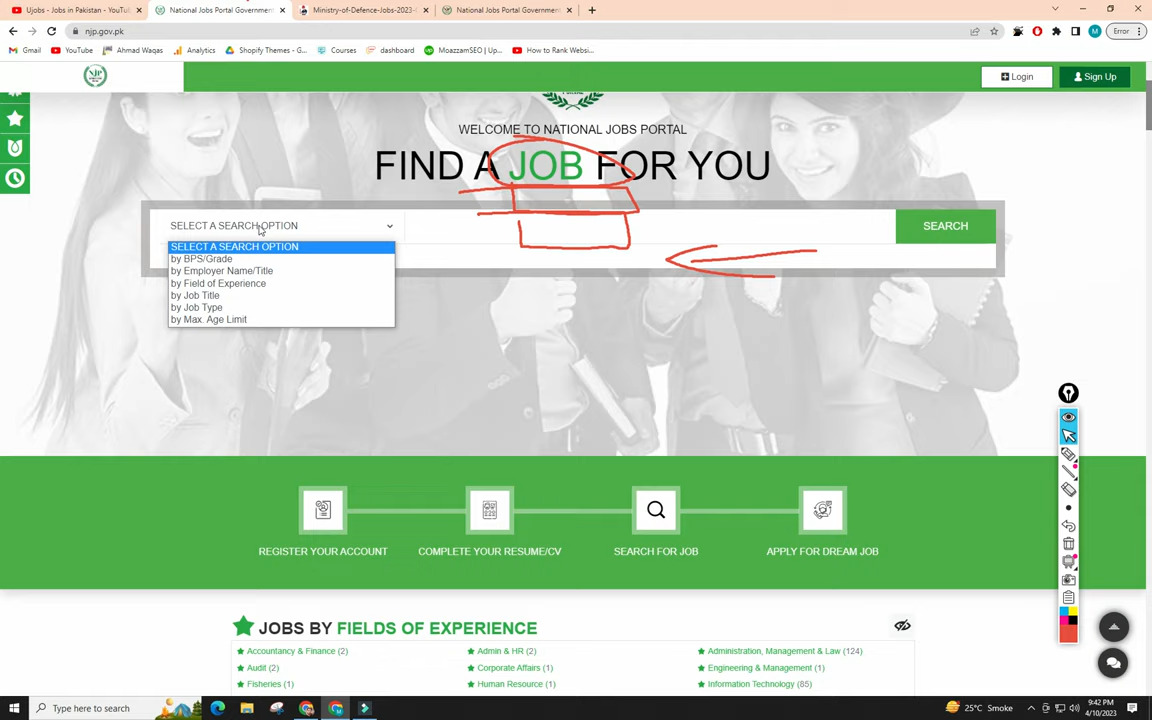 Ujobs - Jobs in Pakistan - YouTu
National Jobs Portal Government
Ministry-of-Defence-Jobs-2023-
National Jobs Portal Government
njp.gov.pk
Error
Gmail
YouTube
Ahmad Waqas
Analytics
Shopify Themes - G...
Courses
dashboard
MoazzamSEO | Up...
How to Rank Websi...
NJP
Login
Sign Up
WELCOME TO NATIONAL JOBS PORTAL
FIND A JOB FOR YOU
SELECT A SEARCH OPTION
SEARCH
SELECT A SEARCH OPTION
by BPS/Grade
by Employer Name/Title
by Field of Experience
by Job Title
by Job Type
by Max. Age Limit
REGISTER YOUR ACCOUNT
COMPLETE YOUR RESUME/CV
SEARCH FOR JOB
APPLY FOR DREAM JOB
JOBS BY FIELDS OF EXPERIENCE
Accountancy & Finance (2)
Admin & HR (2)
Administration, Management & Law (124)
Audit (2)
Corporate Affairs (1)
Engineering & Management (1)
Fisheries (1)
Human Resource (1)
Information Technology (85)
Type here to search
25°C Smoke
9:42 PM
4/10/2023